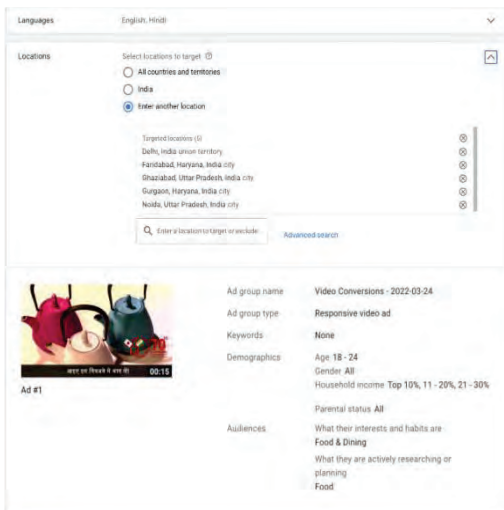 Languages
English, Hindi
Locations
Select locations to target
All countries and territories
India
Enter another location
Targeted locations (5)
Delhi, India union territory
Faridabad, Haryana, India city
Ghaziabad, Uttar Pradesh, India city
Gurgaon, Haryana, India city
Noida, Uttar Pradesh, India city
Enter a location to target or exclude
Advanced search
00:15
Ad #1
Ad group name Video Conversions - 2022-03-24
Ad group type Responsive video ad
Keywords None
Demographics Age 18 - 24
Gender All
Household income Top 10%, 11 - 20%, 21 - 30%
Parental status All
Audiences What their interests and habits are
Food & Dining
What they are actively researching or
planning
Food